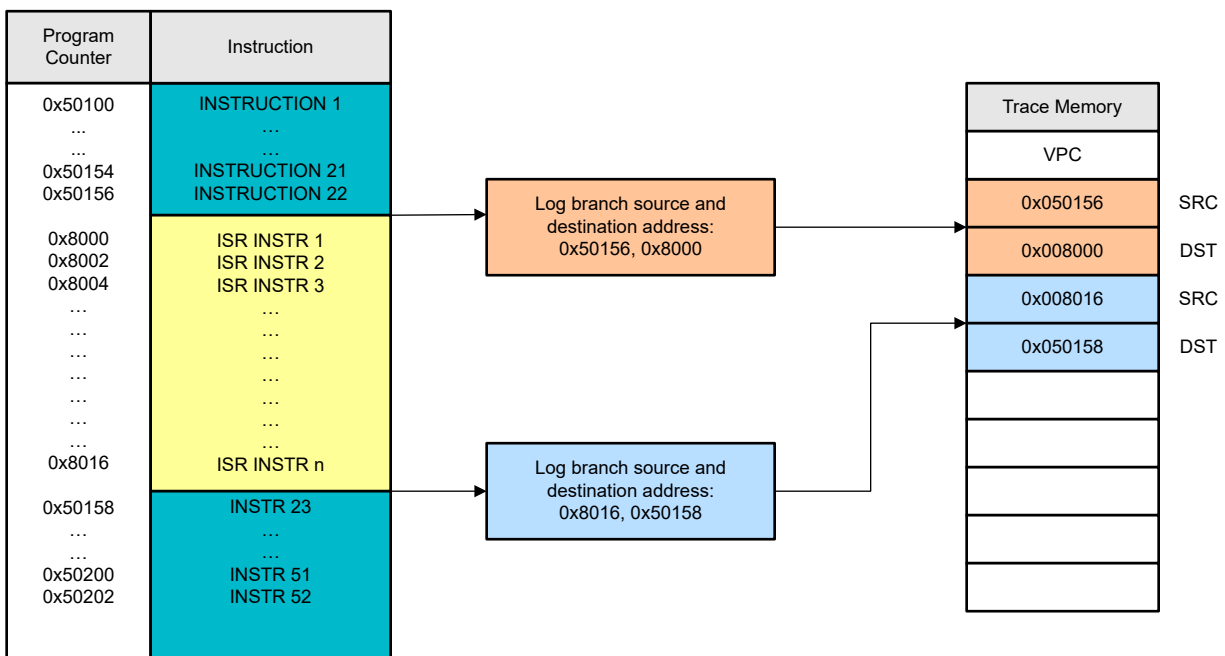 Program
Counter
Instruction
0x50100
INSTRUCTION 1
...
…
...
…
0x50154
INSTRUCTION 21
0x50156
INSTRUCTION 22
0x8000
ISR INSTR 1
0x8002
ISR INSTR 2
0x8004
ISR INSTR 3
…
…
…
…
…
…
…
…
…
…
…
…
…
…
0x8016
ISR INSTR n
0x50158
INSTR 23
…
…
…
…
0x50200
INSTR 51
0x50202
INSTR 52
Log branch source and
destination address:
0x50156, 0x8000
Log branch source and
destination address:
0x8016, 0x50158
Trace Memory
VPC
0x050156
SRC
0x008000
DST
0x008016
SRC
0x050158
DST